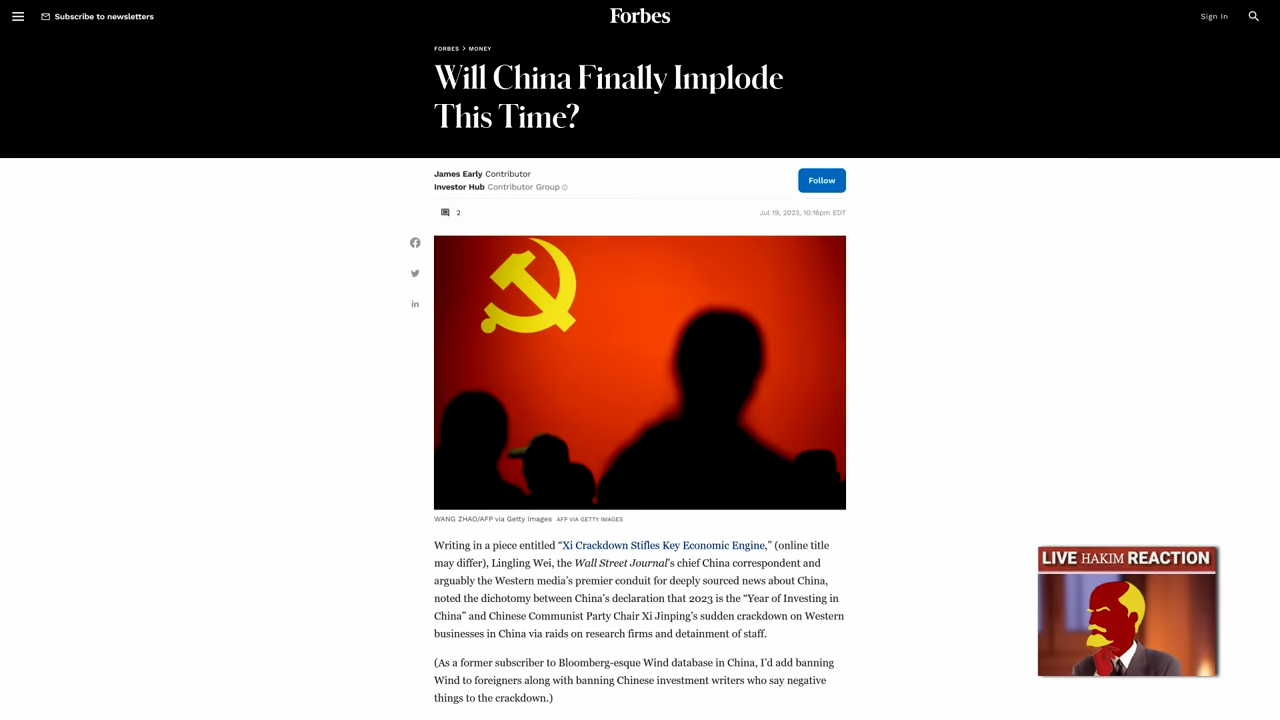 Subscribe to newsletters
Forbes
Sign In
FORBES > MONEY
Will China Finally Implode
This Time?
James Early Contributor
Investor Hub Contributor Group
Follow
2
Jul 19, 2023, 10:16pm EDT
WANG ZHAO/AFP via Getty Images AFP VIA GETTY IMAGES
Writing in a piece entitled “Xi Crackdown Stifles Key Economic Engine,” (online title
may differ), Lingling Wei, the Wall Street Journal’s chief China correspondent and
arguably the Western media’s premier conduit for deeply sourced news about China,
noted the dichotomy between China’s declaration that 2023 is the “Year of Investing in
China” and Chinese Communist Party Chair Xi Jinping’s sudden crackdown on Western
businesses in China via raids on research firms and detainment of staff.
(As a former subscriber to Bloomberg-esque Wind database in China, I’d add banning
Wind to foreigners along with banning Chinese investment writers who say negative
things to the crackdown.)
LIVE HAKIM REACTION